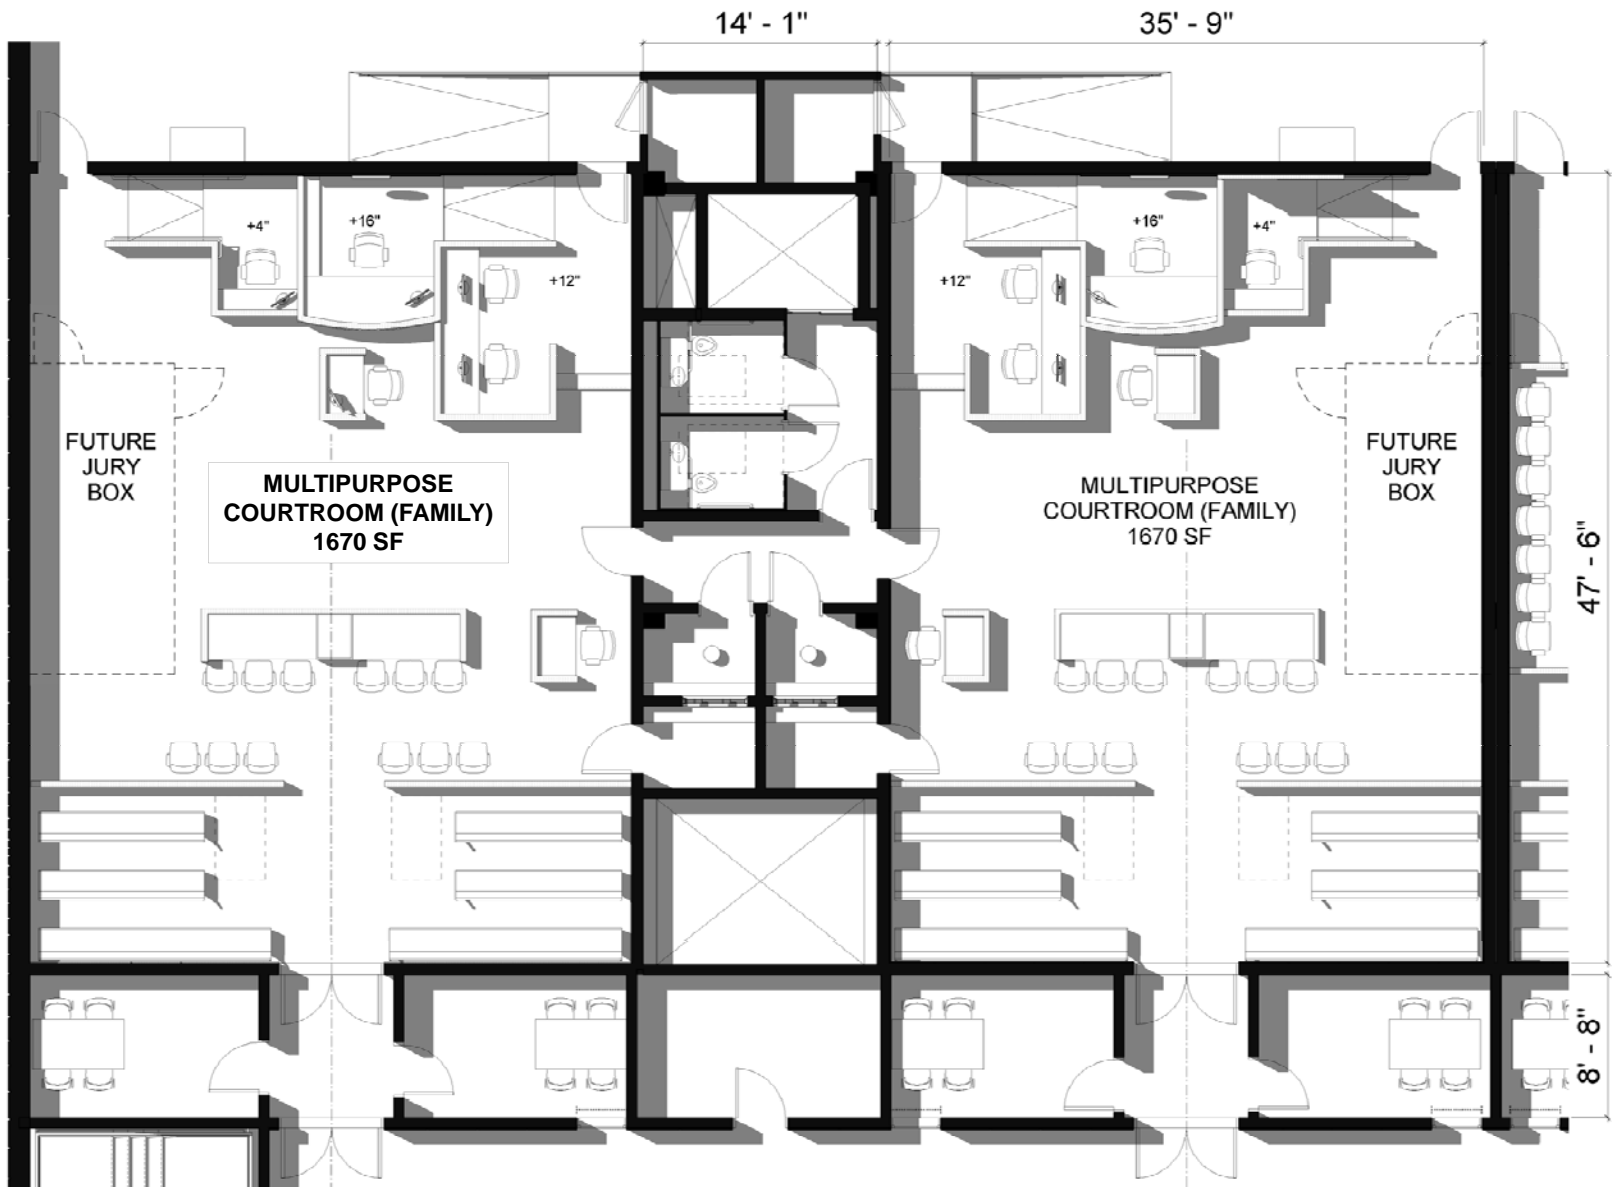 14' - 1"
35' - 9"
+4"
+16"
+12"
+12"
+16"
+4"
FUTURE
JURY
BOX
MULTIPURPOSE
COURTROOM (FAMILY)
1670 SF
MULTIPURPOSE
COURTROOM (FAMILY)
1670 SF
FUTURE
JURY
BOX
47' - 6"
8' - 8"